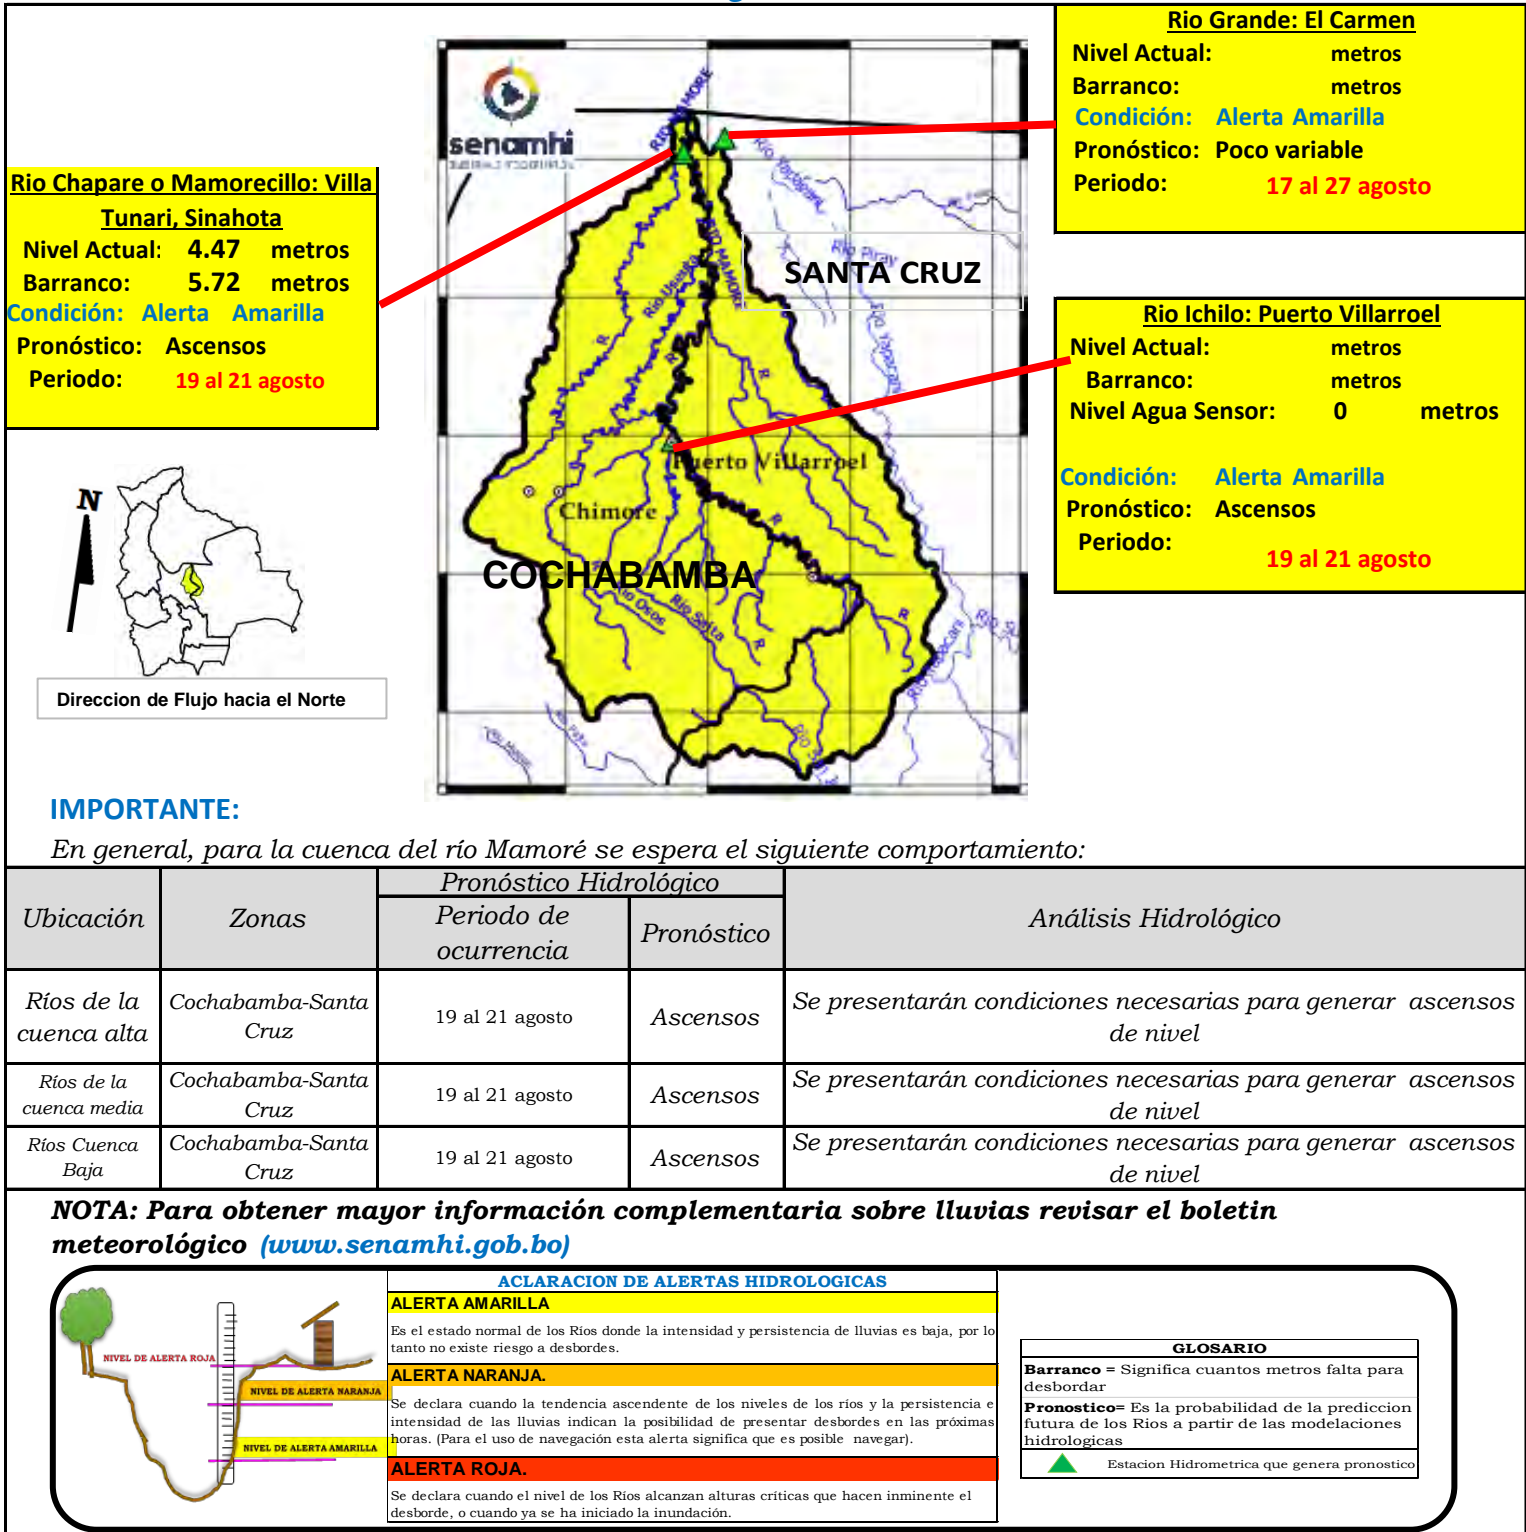 Rio Grande: El Carmen
Nivel Actual: metros
Barranco: metros
Condición: Alerta Amarilla
Pronóstico: Poco variable
Periodo: 17 al 27 agosto
Rio Chapare o Mamorecillo: Villa
Tunari, Sinahota
Nivel Actual: 4.47 metros
Barranco: 5.72 metros
Condición: Alerta Amarilla
Pronóstico: Ascensos
Periodo: 19 al 21 agosto
Rio Ichilo: Puerto Villarroel
Nivel Actual: metros
Barranco: metros
Nivel Agua Sensor: 0 metros
Condición: Alerta Amarilla
Pronóstico: Ascensos
Periodo:
19 al 21 agosto
senamhi
RIO MAMORE
Rio Yapacani
Rio Piray
SANTA CRUZ
RIO MAMORE
R
R
Rio Yapacani
Puerto Villarroel
Chimore
COCHABAMBA
Rio Osos
Rio Sajta
R
R
Rio Yapacani
N
Direccion de Flujo hacia el Norte
IMPORTANTE:
En general, para la cuenca del río Mamoré se espera el siguiente comportamiento:
Ubicación
Zonas
Pronóstico Hidrológico
Periodo de
ocurrencia
Pronóstico
Análisis Hidrológico
Ríos de la
cuenca alta
Cochabamba-Santa
Cruz
19 al 21 agosto
Ascensos
Se presentarán condiciones necesarias para generar ascensos
de nivel
Ríos de la
cuenca media
Cochabamba-Santa
Cruz
19 al 21 agosto
Ascensos
Se presentarán condiciones necesarias para generar ascensos
de nivel
Ríos Cuenca
Baja
Cochabamba-Santa
Cruz
19 al 21 agosto
Ascensos
Se presentarán condiciones necesarias para generar ascensos
de nivel
NOTA: Para obtener mayor información complementaria sobre lluvias revisar el boletin
meteorológico (www.senamhi.gob.bo)
NIVEL DE ALERTA ROJA
NIVEL DE ALERTA NARANJA
NIVEL DE ALERTA AMARILLA
ACLARACION DE ALERTAS HIDROLOGICAS
ALERTA AMARILLA
Es el estado normal de los Ríos donde la intensidad y persistencia de lluvias es baja, por lo
tanto no existe riesgo a desbordes.
ALERTA NARANJA.
Se declara cuando la tendencia ascendente de los niveles de los ríos y la persistencia e
intensidad de las lluvias indican la posibilidad de presentar desbordes en las próximas
horas. (Para el uso de navegación esta alerta significa que es posible navegar).
ALERTA ROJA.
Se declara cuando el nivel de los Ríos alcanzan alturas críticas que hacen inminente el
desborde, o cuando ya se ha iniciado la inundación.
GLOSARIO
Barranco = Significa cuantos metros falta para
desbordar
Pronostico= Es la probabilidad de la prediccion
futura de los Rios a partir de las modelaciones
hidrologicas
Estacion Hidrometrica que genera pronostico